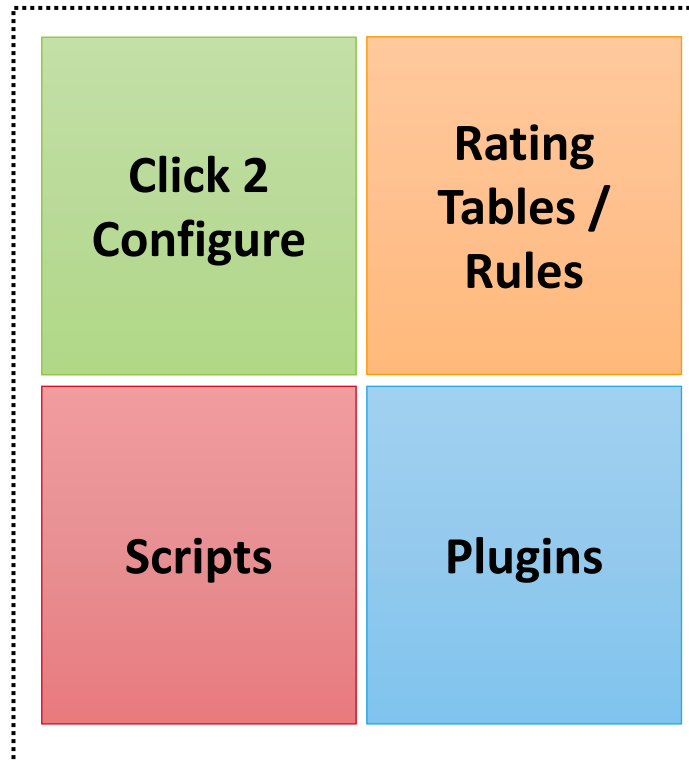 Click 2
Configure
Rating
Tables /
Rules
Scripts
Plugins